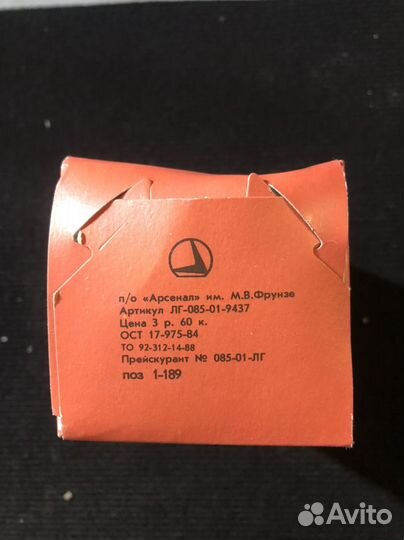 п/о «Арсенал» им. М.В.Фрунзе
Артикул ЛГ-085-01-9437
Цена 3 р. 60 к.
ОСТ 17-975-84
ТО 92-312-14-88
Прейскурант № 085-01-ЛГ
поз 1-189
Avito